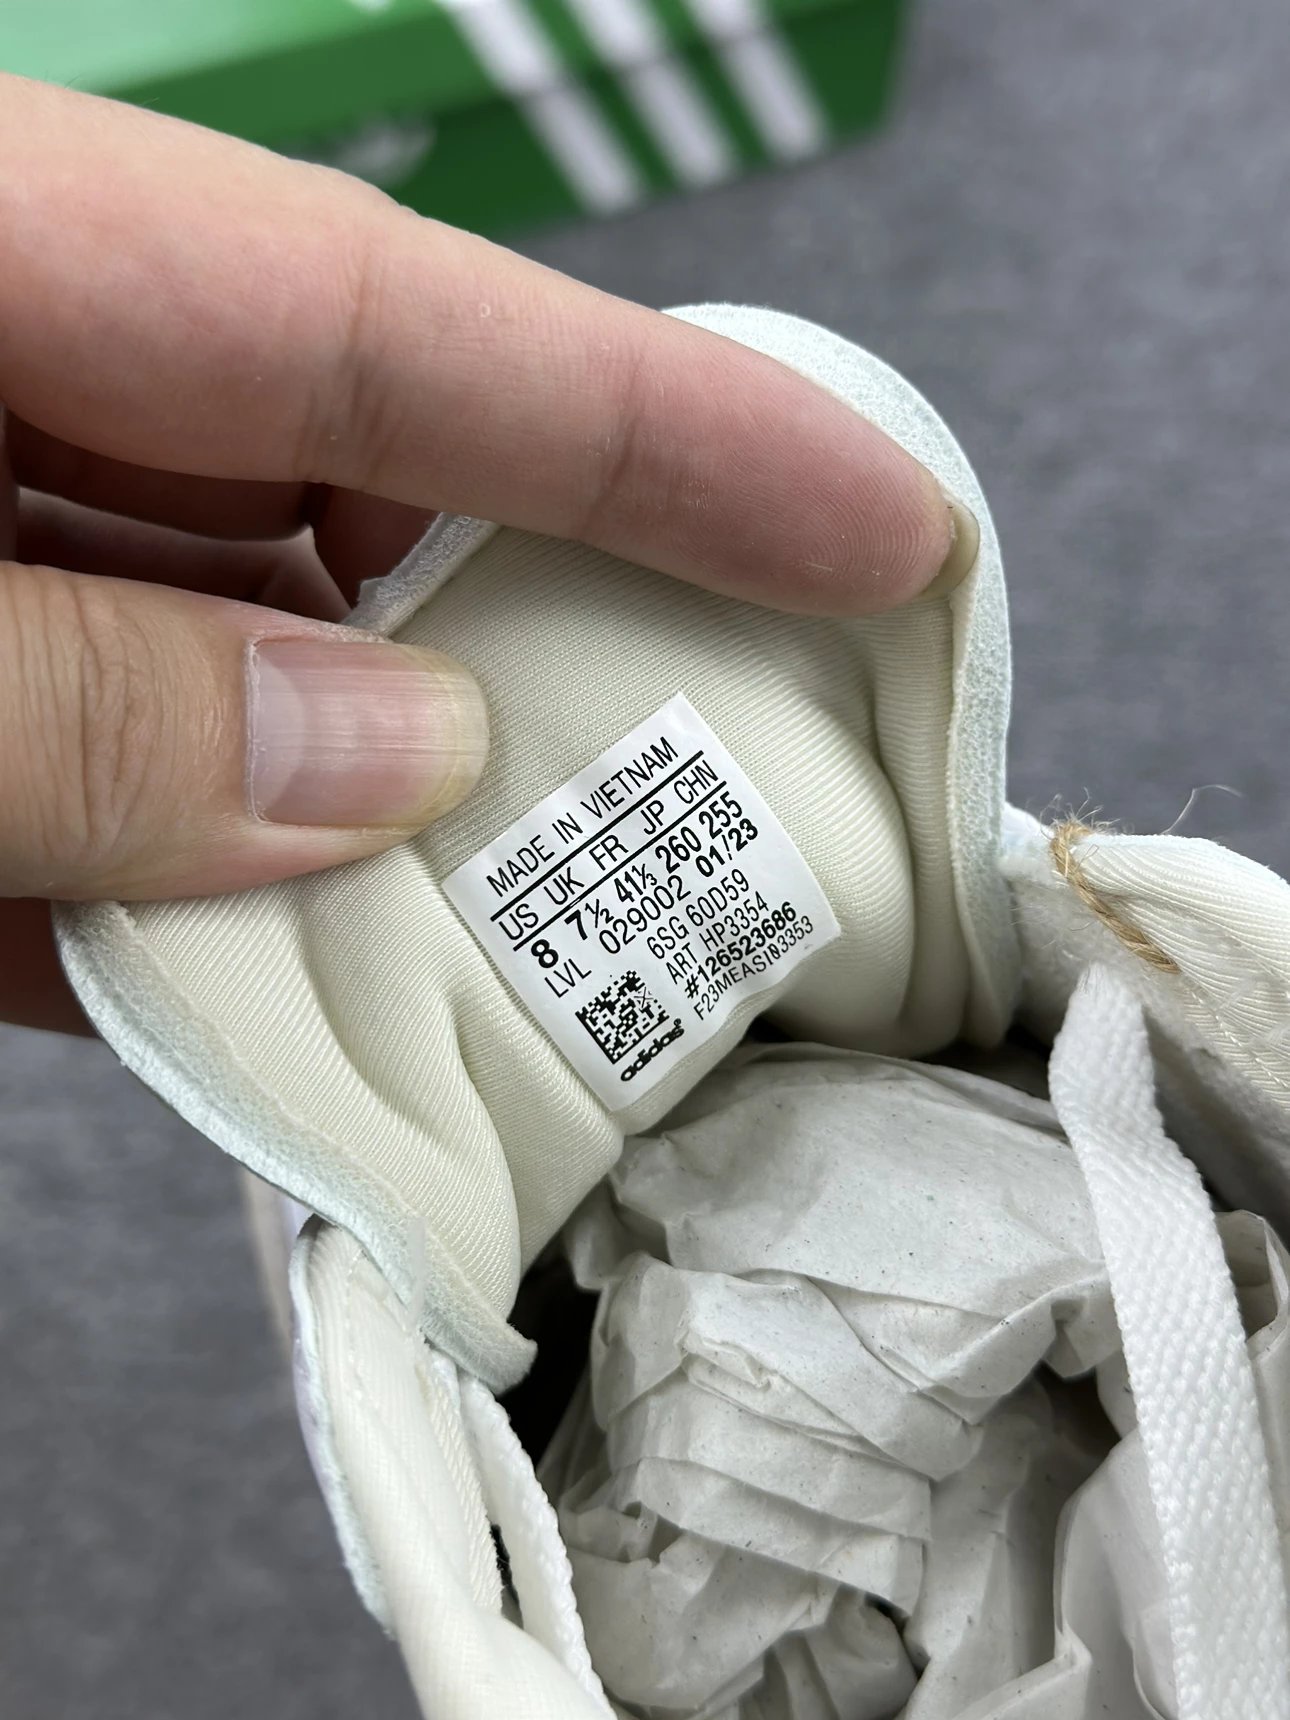 MADE IN VIETNAM
US UK FR JP CHN
8 7½ 41⅓ 260 255
LVL 029002 01/23
6SG 60D59
ART HP3354
#126523686
F23MEASI03353
adidas®